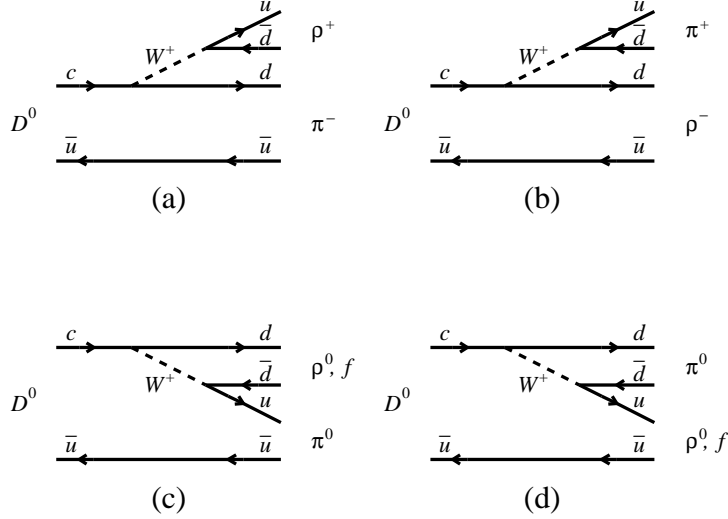 u
d̅ ρ⁺
W⁺
c d
D⁰ π⁻
u̅ u̅
(a)
u
d̅ π⁺
W⁺
c d
D⁰ ρ⁻
u̅ u̅
(b)
c d
d̅ ρ⁰, f
W⁺ u
D⁰
π⁰
u̅ u̅
(c)
c d
d̅ π⁰
W⁺ u
D⁰
ρ⁰, f
u̅ u̅
(d)